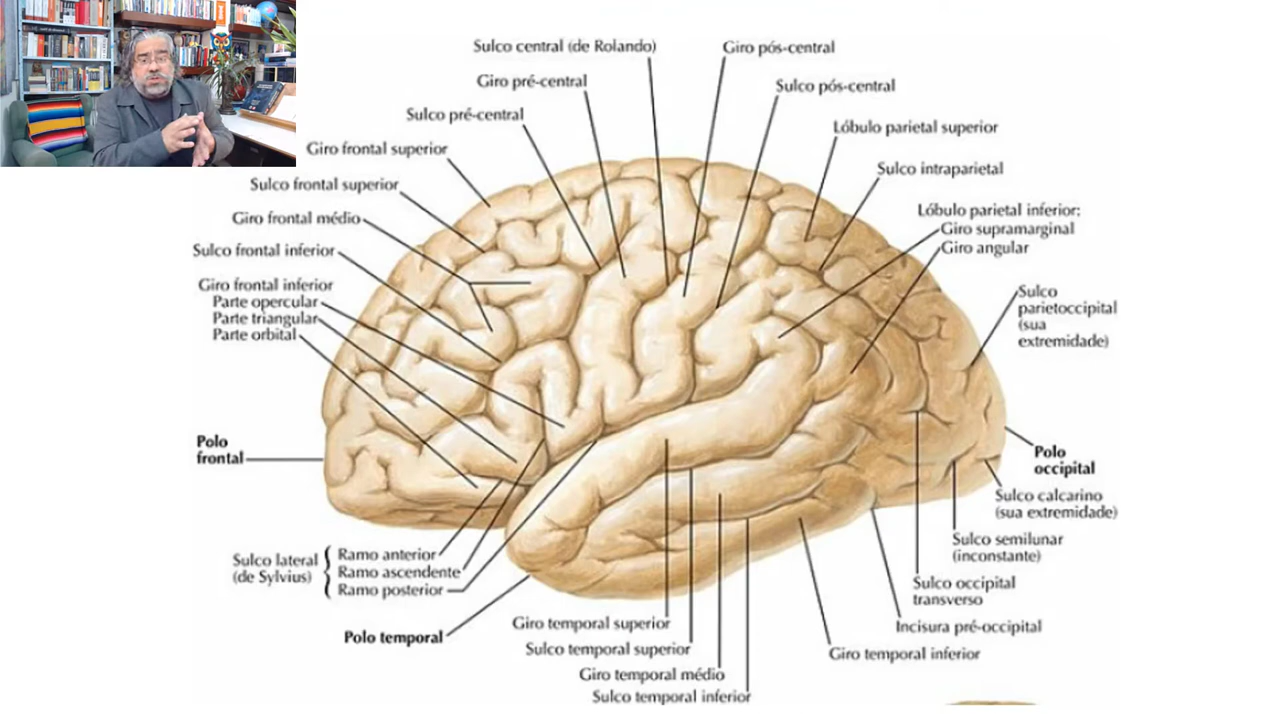 Sulco central (de Rolando)
Giro pós-central
Giro pré-central
Sulco pós-central
Sulco pré-central
Lóbulo parietal superior
Giro frontal superior
Sulco intraparietal
Sulco frontal superior
Giro frontal médio
Lóbulo parietal inferior:
Giro supramarginal
Giro angular
Sulco frontal inferior
Giro frontal inferior
Parte opercular
Parte triangular
Parte orbital
Sulco
parietoccipital
(sua
extremidade)
Polo
frontal
Polo
occipital
Sulco calcarino
(sua extremidade)
Sulco semilunar
(inconstante)
Sulco lateral
(de Sylvius)
Ramo anterior
Ramo ascendente
Ramo posterior
Sulco occipital
transverso
Polo temporal
Giro temporal superior
Incisura pré-occipital
Sulco temporal superior
Giro temporal inferior
Giro temporal médio
Sulco temporal inferior